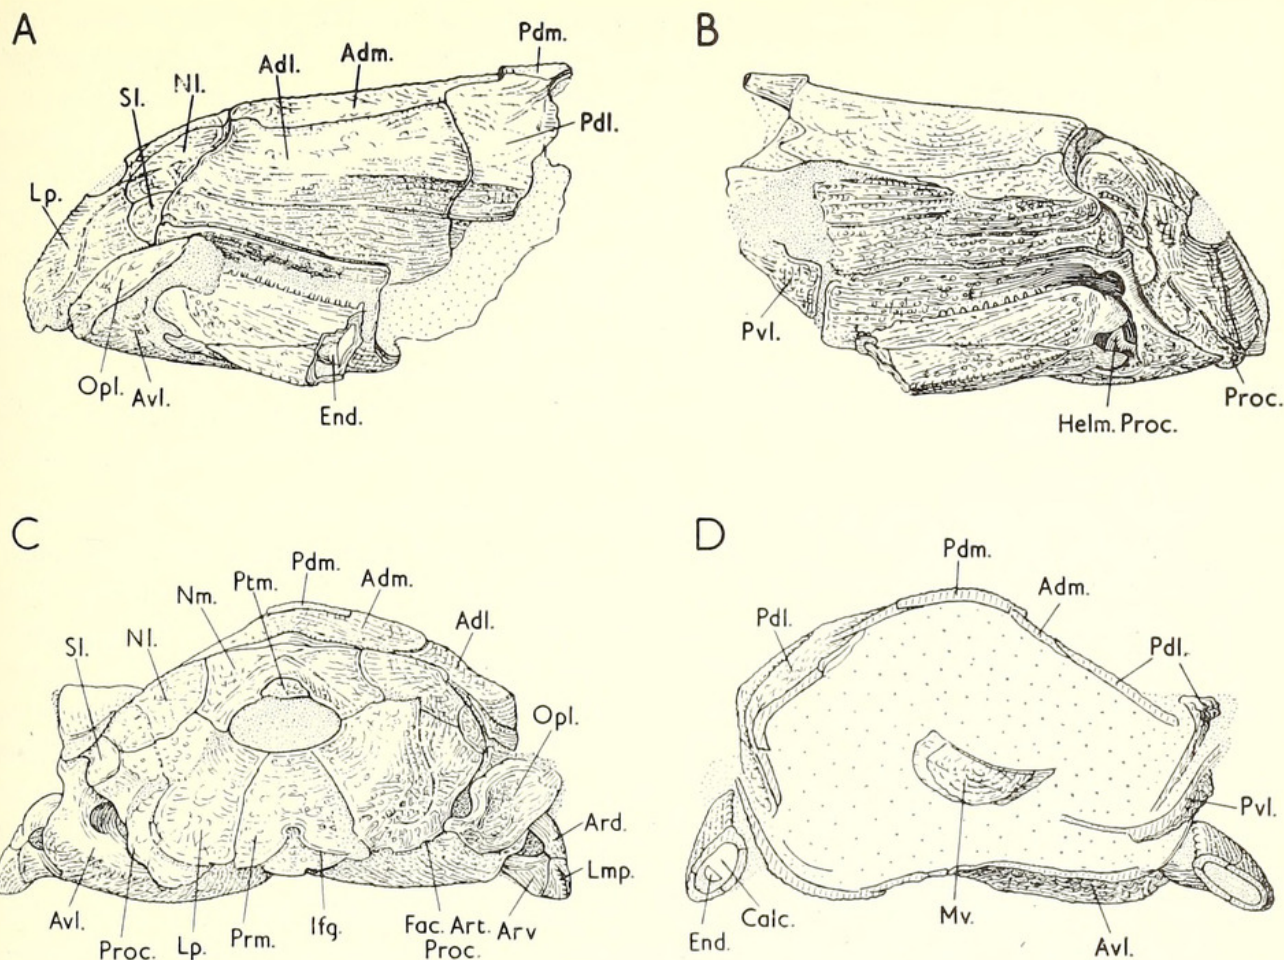 A
Pdm.
Adm.
Adl.
Nl.
Sl.
Pdl.
Lp.
Opl.
Avl.
End.
B
Pvl.
Proc.
Helm. Proc.
C
Pdm.
Ptm.
Adm.
Nm.
Adl.
Nl.
Sl.
Opl.
Ard.
Lmp.
Avl.
Proc.
Lp.
Prm.
Ifg.
Fac. Art.
Proc.
Arv
D
Pdm.
Adm.
Pdl.
Pdl.
Pvl.
Calc.
End.
Mv.
Avl.